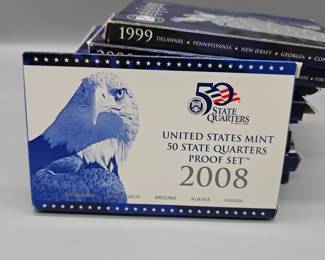 1999 DELAWARE ★ PENNSYLVANIA ★ NEW JERSEY ★ GEORGIA ★
50
STATE
QUARTERS
UNITED STATES MINT
50 STATE QUARTERS
PROOF SET™
2008
ARIZONA ALASKA HAWAII